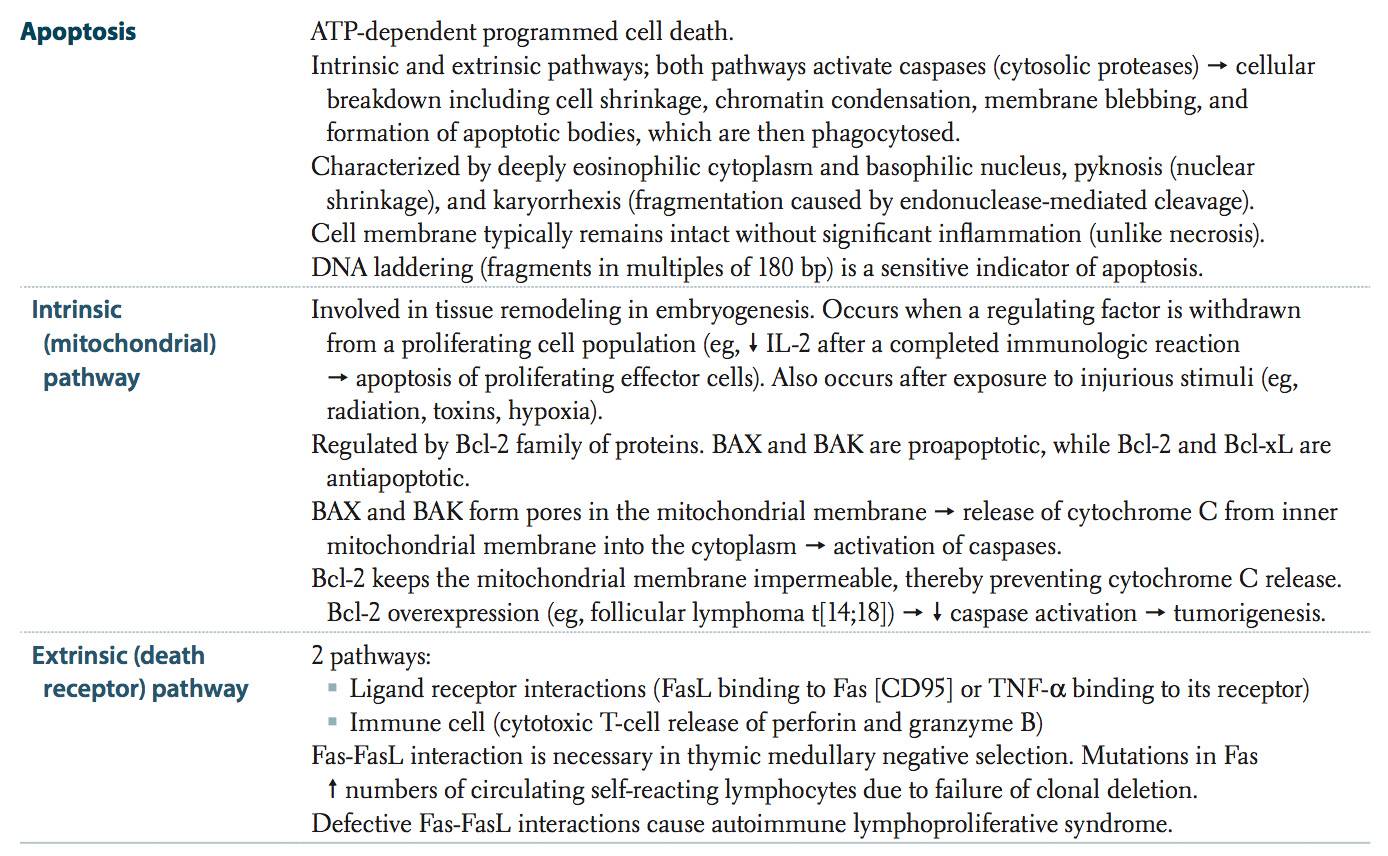 Apoptosis
ATP-dependent programmed cell death.
Intrinsic and extrinsic pathways; both pathways activate caspases (cytosolic proteases) → cellular
breakdown including cell shrinkage, chromatin condensation, membrane blebbing, and
formation of apoptotic bodies, which are then phagocytosed.
Characterized by deeply eosinophilic cytoplasm and basophilic nucleus, pyknosis (nuclear
shrinkage), and karyorrhexis (fragmentation caused by endonuclease-mediated cleavage).
Cell membrane typically remains intact without significant inflammation (unlike necrosis).
DNA laddering (fragments in multiples of 180 bp) is a sensitive indicator of apoptosis.
Intrinsic
(mitochondrial)
pathway
Involved in tissue remodeling in embryogenesis. Occurs when a regulating factor is withdrawn
from a proliferating cell population (eg, ↓ IL-2 after a completed immunologic reaction
→ apoptosis of proliferating effector cells). Also occurs after exposure to injurious stimuli (eg,
radiation, toxins, hypoxia).
Regulated by Bcl-2 family of proteins. BAX and BAK are proapoptotic, while Bcl-2 and Bcl-xL are
antiapoptotic.
BAX and BAK form pores in the mitochondrial membrane → release of cytochrome C from inner
mitochondrial membrane into the cytoplasm → activation of caspases.
Bcl-2 keeps the mitochondrial membrane impermeable, thereby preventing cytochrome C release.
Bcl-2 overexpression (eg, follicular lymphoma t[14;18]) → ↓ caspase activation → tumorigenesis.
Extrinsic (death
receptor) pathway
2 pathways:
▪ Ligand receptor interactions (FasL binding to Fas [CD95] or TNF-α binding to its receptor)
▪ Immune cell (cytotoxic T-cell release of perforin and granzyme B)
Fas-FasL interaction is necessary in thymic medullary negative selection. Mutations in Fas
↑ numbers of circulating self-reacting lymphocytes due to failure of clonal deletion.
Defective Fas-FasL interactions cause autoimmune lymphoproliferative syndrome.